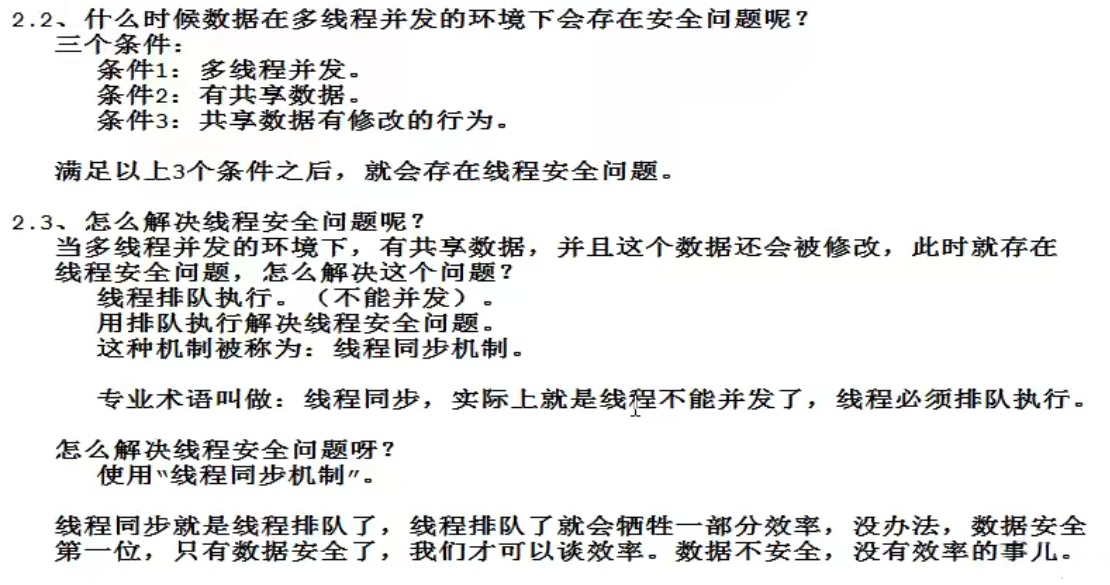 2.2、什么时候数据在多线程并发的环境下会存在安全问题呢?
三个条件:
条件1: 多线程并发。
条件2: 有共享数据。
条件3: 共享数据有修改的行为。
满足以上3个条件之后，就会存在线程安全问题。
2.3、怎么解决线程安全问题呢?
当多线程并发的环境下，有共享数据，并且这个数据还会被修改，此时就存在
线程安全问题，怎么解决这个问题?
线程排队执行。（不能并发）。
用排队执行解决线程安全问题。
这种机制被称为: 线程同步机制。
专业术语叫做: 线程同步，实际上就是线程不能并发了，线程必须排队执行。
怎么解决线程安全问题呀?
使用“线程同步机制”。
线程同步就是线程排队了，线程排队了就会牺牲一部分效率，没办法，数据安全
第一位，只有数据安全了，我们才可以谈效率。数据不安全，没有效率的事儿。